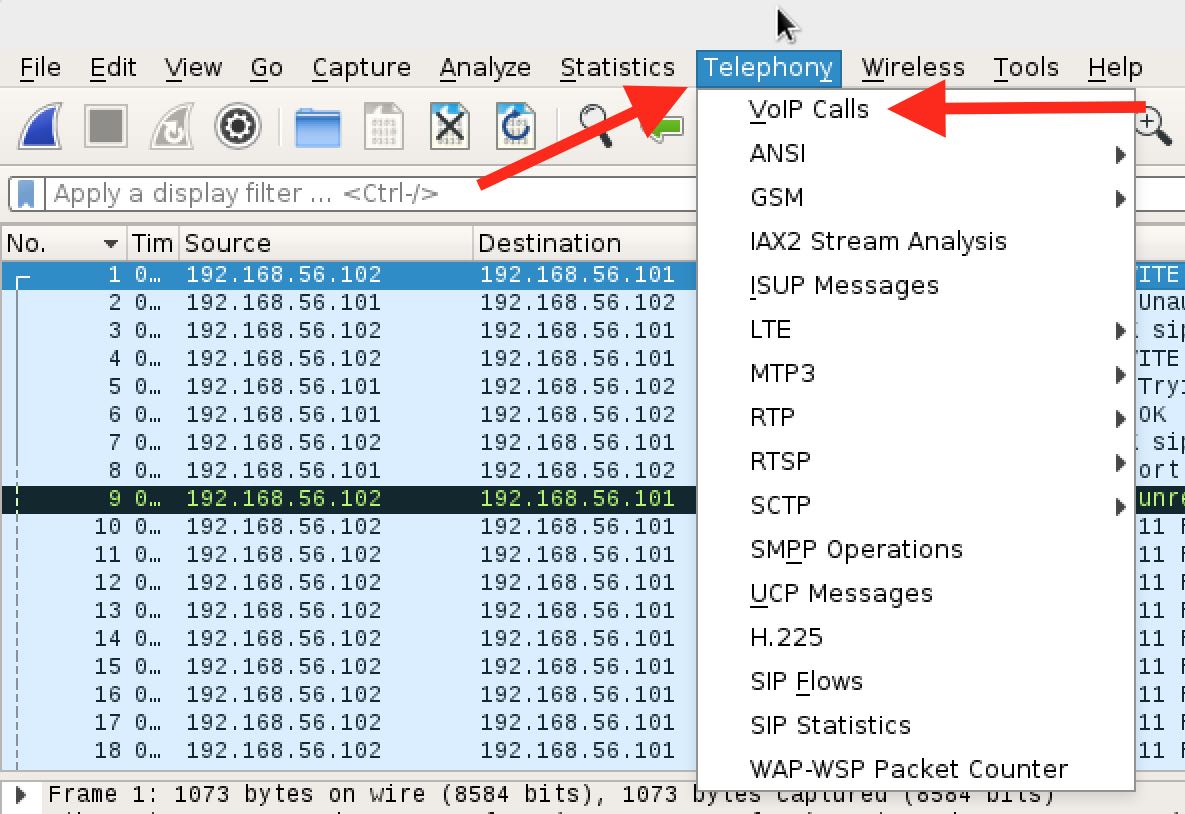 File Edit View Go Capture Analyze Statistics Telephony Wireless Tools Help
Apply a display filter ... <Ctrl-/>
No. Tim Source Destination
1 0... 192.168.56.102 192.168.56.101
2 0... 192.168.56.101 192.168.56.102 Unau
3 0... 192.168.56.102 192.168.56.101 sip
4 0... 192.168.56.102 192.168.56.101
5 0... 192.168.56.101 192.168.56.102 Tryi
6 0... 192.168.56.101 192.168.56.102 OK
7 0... 192.168.56.102 192.168.56.101 sip
8 0... 192.168.56.101 192.168.56.102 ort
9 0... 192.168.56.102 192.168.56.101 unre
10 0... 192.168.56.102 192.168.56.101 11
11 0... 192.168.56.102 192.168.56.101 11
12 0... 192.168.56.102 192.168.56.101 11
13 0... 192.168.56.102 192.168.56.101 11
14 0... 192.168.56.102 192.168.56.101 11
15 0... 192.168.56.102 192.168.56.101 11
16 0... 192.168.56.102 192.168.56.101 11
17 0... 192.168.56.102 192.168.56.101 11
18 0... 192.168.56.102 192.168.56.101 11
VoIP Calls
ANSI
GSM
IAX2 Stream Analysis
ISUP Messages
LTE
MTP3
RTP
RTSP
SCTP
SMPP Operations
UCP Messages
H.225
SIP Flows
SIP Statistics
WAP-WSP Packet Counter
Frame 1: 1073 bytes on wire (8584 bits), 1073 bytes captured (8584 bits)